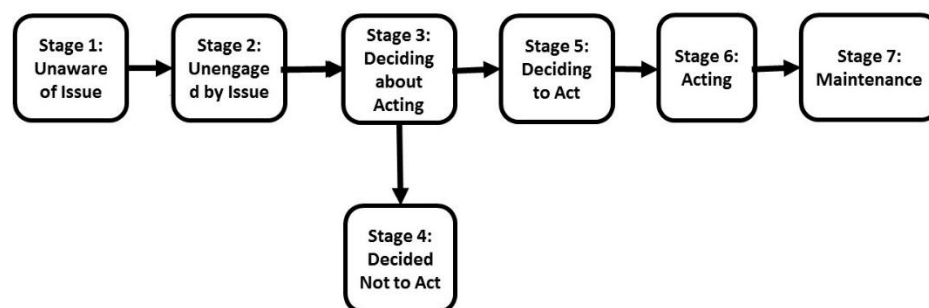 Stage 1:
Unaware
of Issue
Stage 2:
Unengage
d by Issue
Stage 3:
Deciding
about
Acting
Stage 5:
Deciding
to Act
Stage 6:
Acting
Stage 7:
Maintenance
Stage 4:
Decided
Not to Act